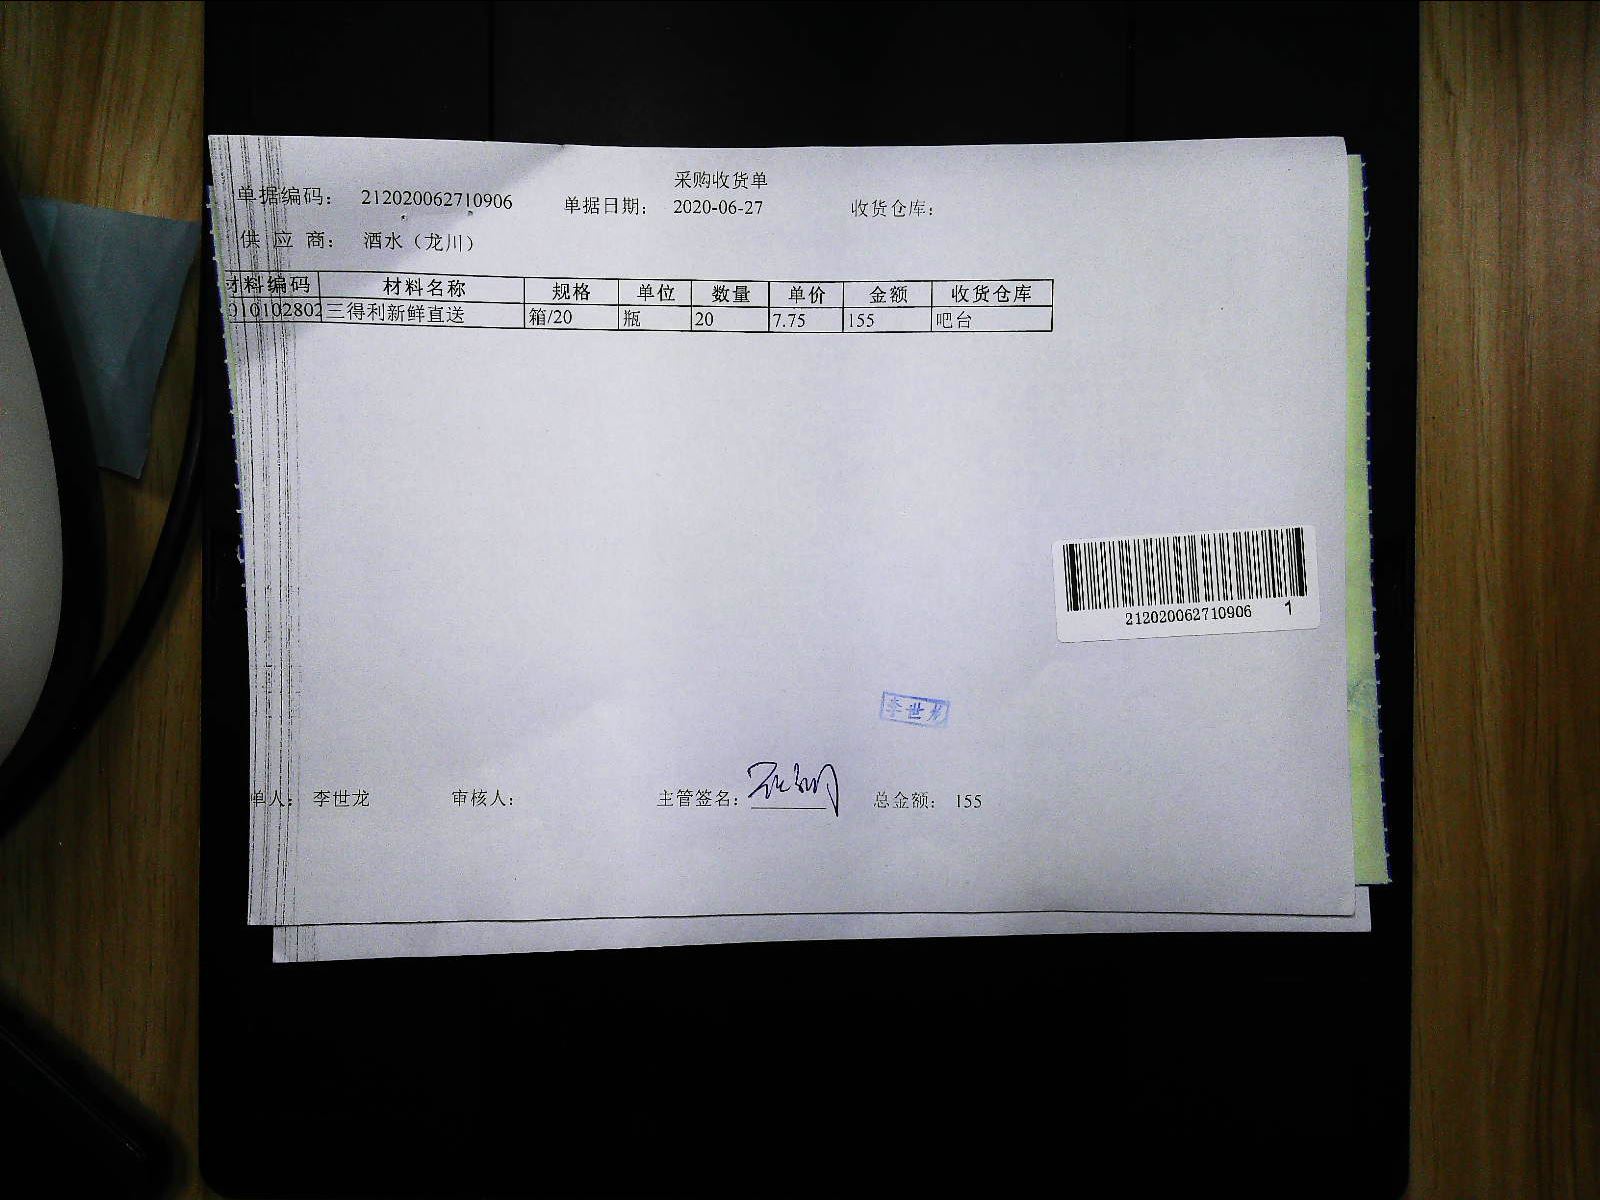 采购收货单
单据编码： 212020062710906 单据日期： 2020-06-27 收货仓库：
供 应 商： 酒水（龙川）
材料编码 材料名称 规格 单位 数量 单价 金额 收货仓库
010102802 三得利新鲜直送 箱/20 瓶 20 7.75 155 吧台
212020062710906 1
李世龙
单人： 李世龙 审核人： 主管签名： 总金额： 155